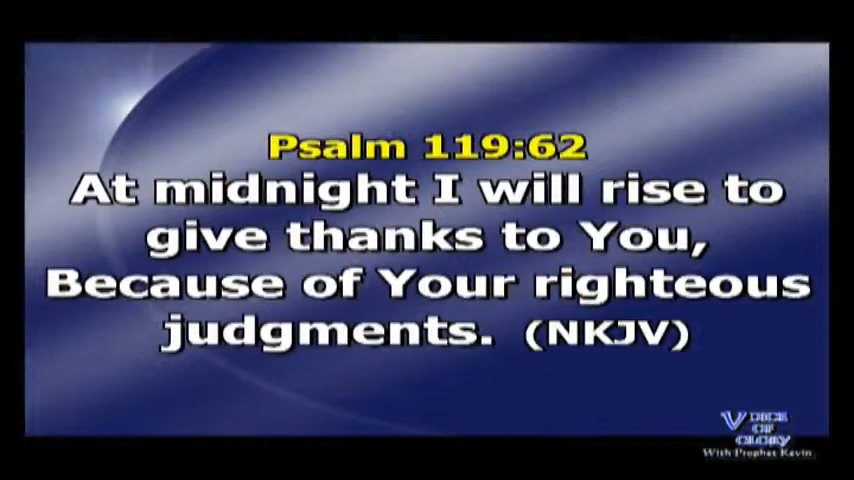 Psalm 119:62
At midnight I will rise to
give thanks to You,
Because of Your righteous
judgments. (NKJV)
VOICE
OF
GLORY
With Prophet Kevin